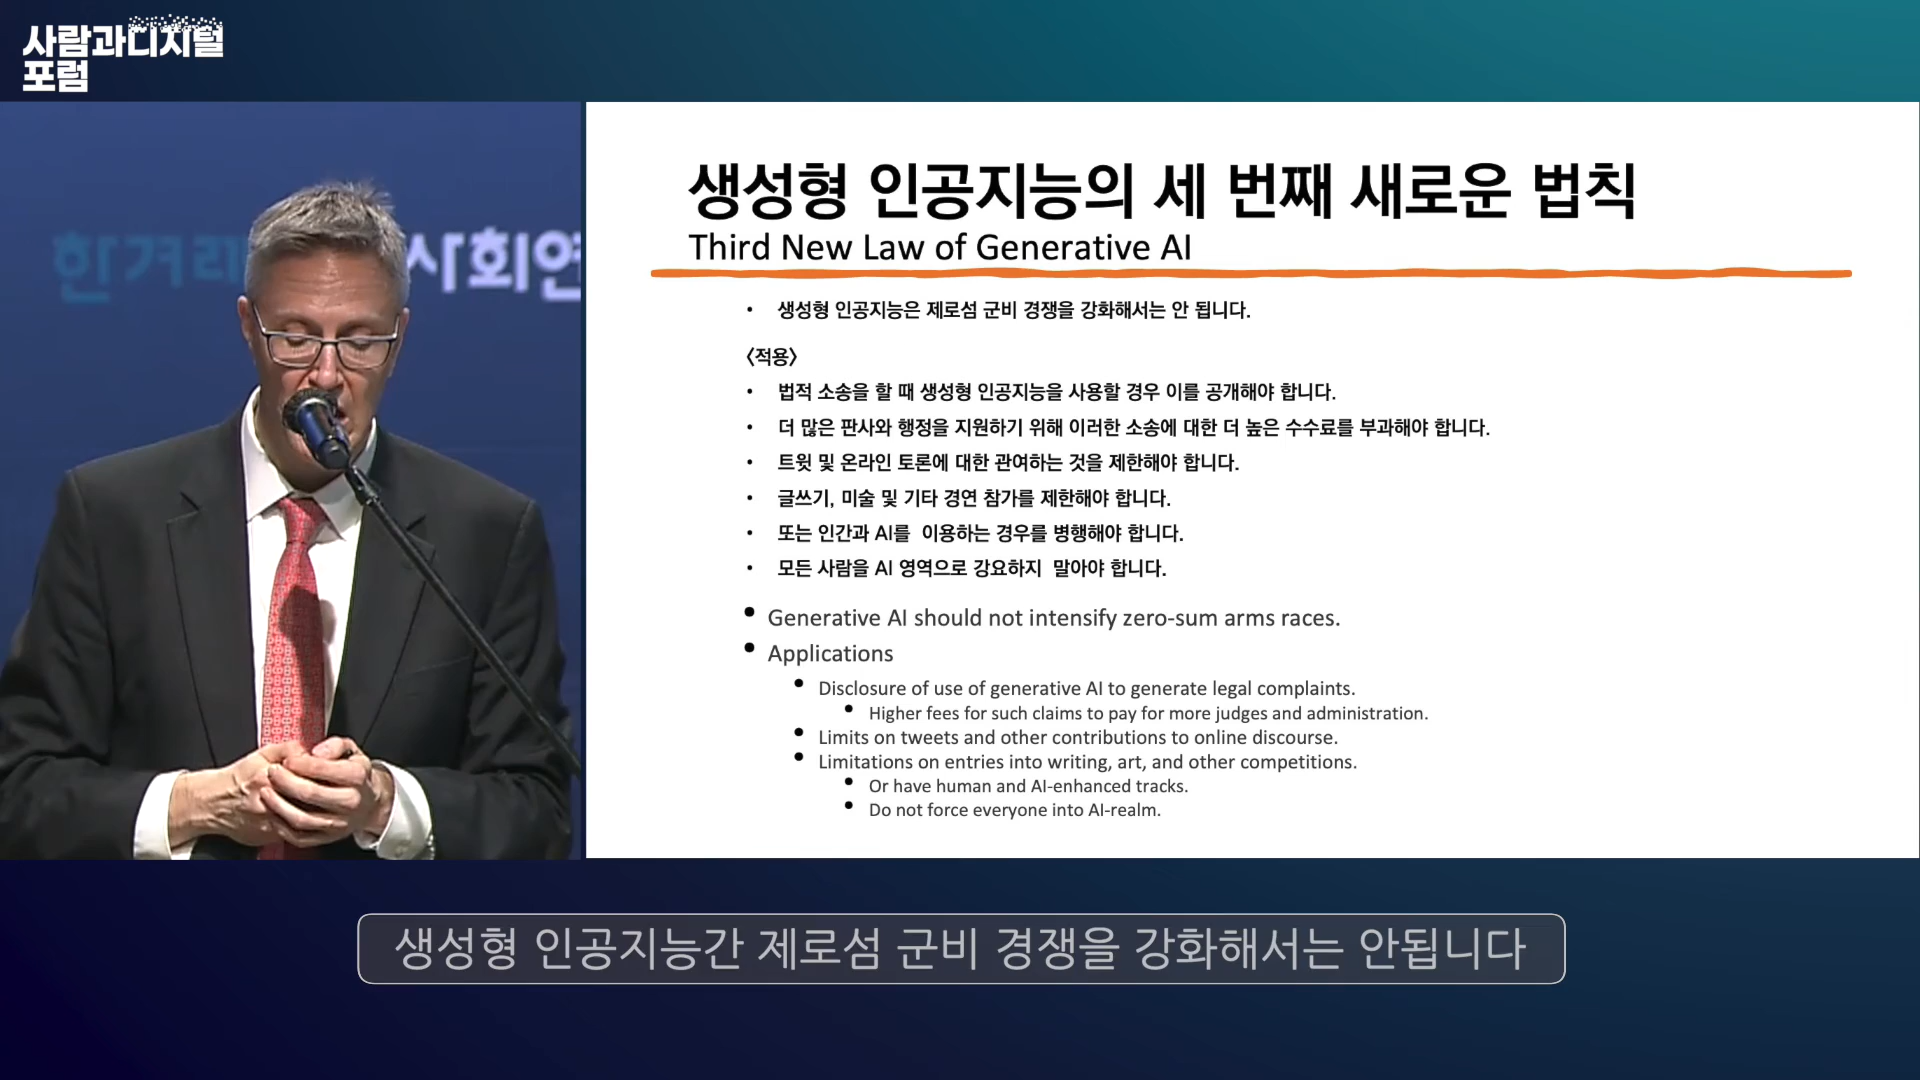 사람과디지털
포럼
한겨레 사회연
생성형 인공지능의 세 번째 새로운 법칙
Third New Law of Generative AI
• 생성형 인공지능은 제로섬 군비 경쟁을 강화해서는 안 됩니다.
<적용>
• 법적 소송을 할 때 생성형 인공지능을 사용할 경우 이를 공개해야 합니다.
• 더 많은 판사와 행정을 지원하기 위해 이러한 소송에 대한 더 높은 수수료를 부과해야 합니다.
• 트윗 및 온라인 토론에 대한 관여하는 것을 제한해야 합니다.
• 글쓰기, 미술 및 기타 경연 참가를 제한해야 합니다.
• 또는 인간과 AI를 이용하는 경우를 병행해야 합니다.
• 모든 사람을 AI 영역으로 강요하지 말아야 합니다.
• Generative AI should not intensify zero-sum arms races.
• Applications
• Disclosure of use of generative AI to generate legal complaints.
• Higher fees for such claims to pay for more judges and administration.
• Limits on tweets and other contributions to online discourse.
• Limitations on entries into writing, art, and other competitions.
• Or have human and AI-enhanced tracks.
• Do not force everyone into AI-realm.
생성형 인공지능간 제로섬 군비 경쟁을 강화해서는 안됩니다